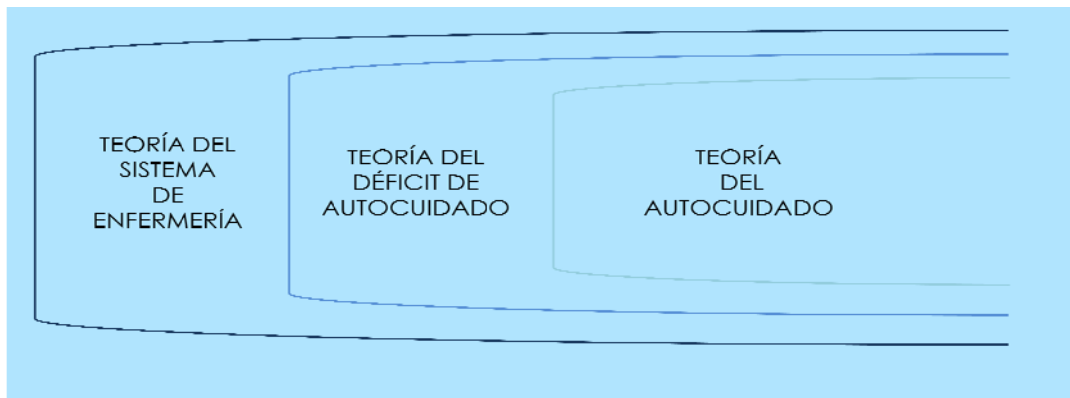 TEORÍA DEL
SISTEMA
DE
ENFERMERÍA
TEORÍA DEL
DÉFICIT DE
AUTOCUIDADO
TEORÍA
DEL
AUTOCUIDADO